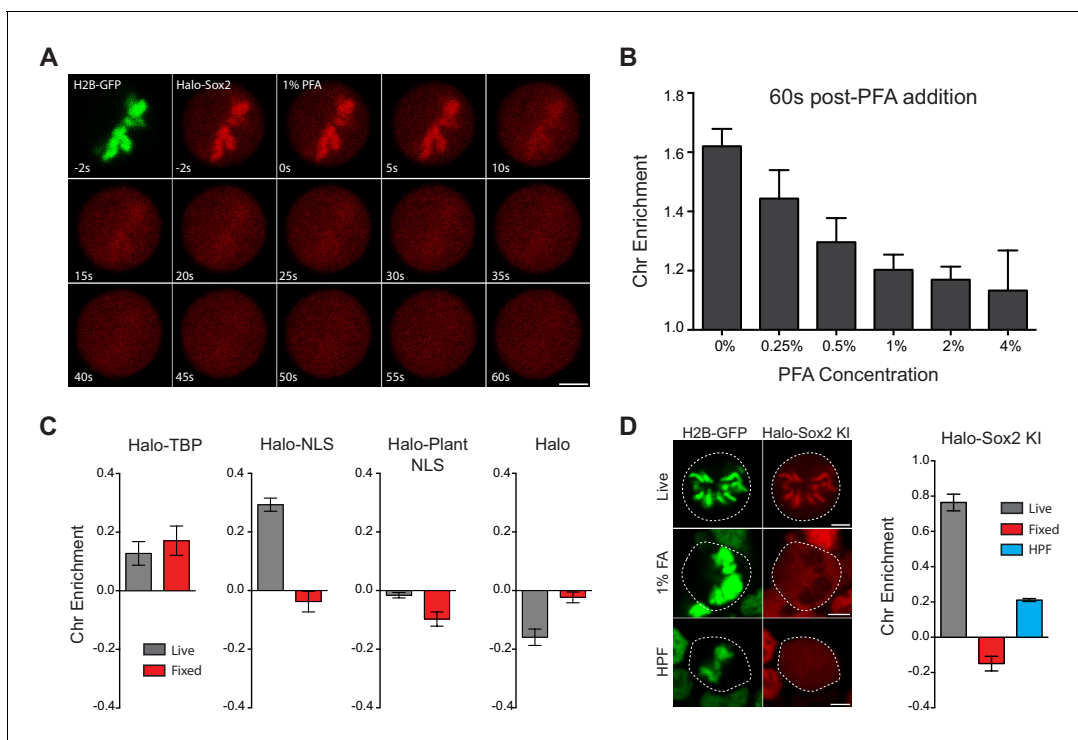 A
H2B-GFP Halo-Sox2 1% PFA
-2s -2s 0s 5s 10s
15s 20s 25s 30s 35s
40s 45s 50s 55s 60s
B
60s post-PFA addition
Chr Enrichment
1.8
1.6
1.4
1.2
1.0
0% 0.25% 0.5% 1% 2% 4%
PFA Concentration
C
Halo-TBP
Chr Enrichment
0.4
0.2
0.0
-0.2
-0.4
Live
Fixed
Halo-NLS
0.4
0.2
0.0
-0.2
-0.4
Halo-Plant
NLS
0.4
0.2
0.0
-0.2
-0.4
Halo
0.4
0.2
0.0
-0.2
-0.4
D
H2B-GFP Halo-Sox2 KI
Live
1% FA
HPF
Halo-Sox2 KI
Chr Enrichment
1.0
0.8
0.6
0.4
0.2
0.0
-0.2
-0.4
Live
Fixed
HPF